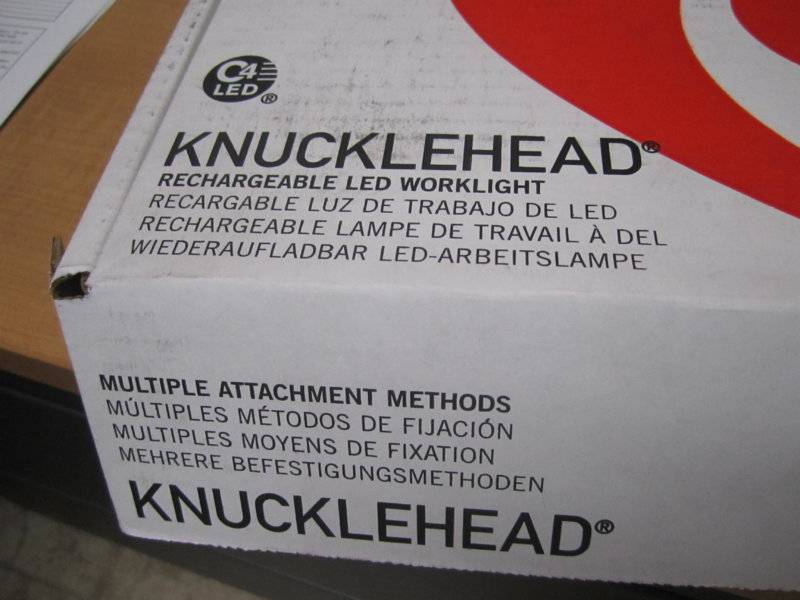 C4
LED®
KNUCKLEHEAD®
RECHARGEABLE LED WORKLIGHT
RECARGABLE LUZ DE TRABAJO DE LED
RECHARGEABLE LAMPE DE TRAVAIL À DEL
WIEDERAUFLADBAR LED-ARBEITSLAMPE
MULTIPLE ATTACHMENT METHODS
MÚLTIPLES MÉTODOS DE FIJACIÓN
MULTIPLES MOYENS DE FIXATION
MEHRERE BEFESTIGUNGSMETHODEN
KNUCKLEHEAD®